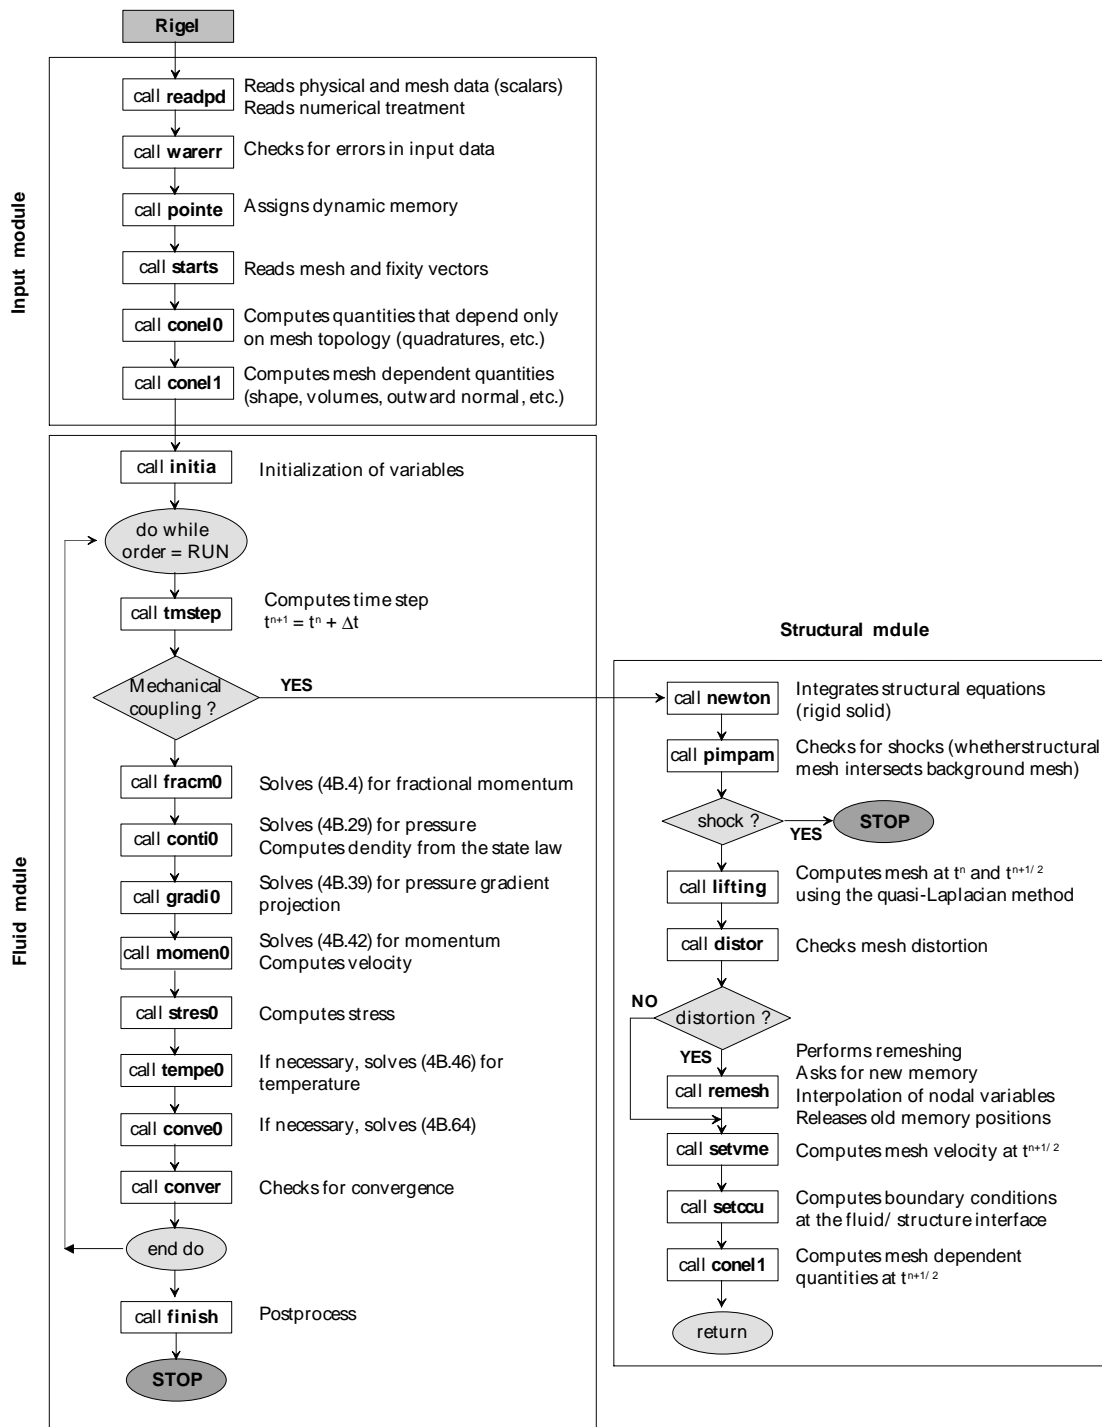 Rigel
Input module
call readpd
Reads physical and mesh data (scalars)
Reads numerical treatment
call warerr
Checks for errors in input data
call pointe
Assigns dynamic memory
call starts
Reads mesh and fixity vectors
call conel0
Computes quantities that depend only
on mesh topology (quadratures, etc.)
call conel1
Computes mesh dependent quantities
(shape, volumes, outward normal, etc.)
Fluid mdule
call initia
Initialization of variables
do while
order = RUN
call tmstep
Computes time step
tⁿ⁺¹ = tⁿ + Δt
Mechanical
coupling ?
YES
call fracm0
Solves (4B.4) for fractional momentum
call conti0
Solves (4B.29) for pressure
Computes dendity from the state law
call gradi0
Solves (4B.39) for pressure gradient
projection
call momen0
Solves (4B.42) for momentum
Computes velocity
call stres0
Computes stress
call tempe0
If necessary, solves (4B.46) for
temperature
call conve0
If necessary, solves (4B.64)
call conver
Checks for convergence
end do
call finish
Postprocess
STOP
Structural mdule
call newton
Integrates structural equations
(rigid solid)
call pimpam
Checks for shocks (whetherstructural
mesh intersects background mesh)
shock ?
YES
STOP
call lifting
Computes mesh at tⁿ and tⁿ⁺¹/²
using the quasi-Laplacian method
call distor
Checks mesh distortion
NO
distortion ?
YES
call remesh
Performs remeshing
Asks for new memory
Interpolation of nodal variables
Releases old memory positions
call setvme
Computes mesh velocity at tⁿ⁺¹/²
call setccu
Computes boundary conditions
at the fluid/ structure interface
call conel1
Computes mesh dependent
quantities at tⁿ⁺¹/²
return